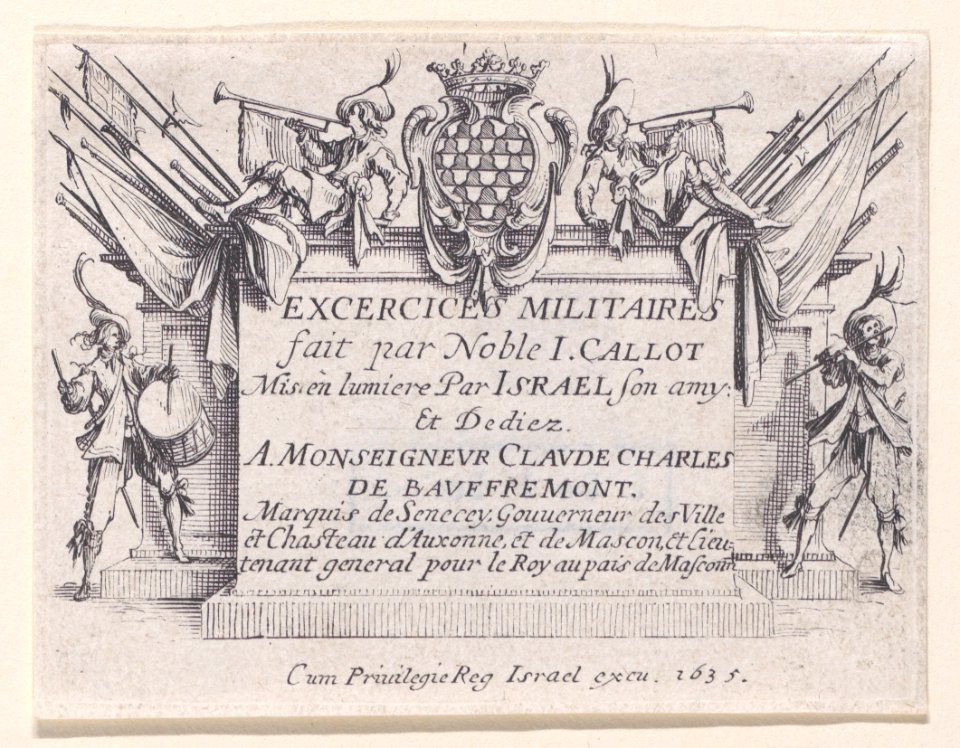 EXCERCICES MILITAIRES
fait par Noble I. CALLOT
Mis en lumiere Par ISRAEL son amy.
Et Dediez.
A. MONSEIGNEVR CLAVDE CHARLES
DE BAVFFREMONT.
Marquis de Senecey, Gouuerneur des Ville
et Chasteau d'Auxonne, et de Mascon, et Lieu-
tenant general pour le Roy au pais de Masconn
Cum Privilegie Reg Israel excu. 1635.